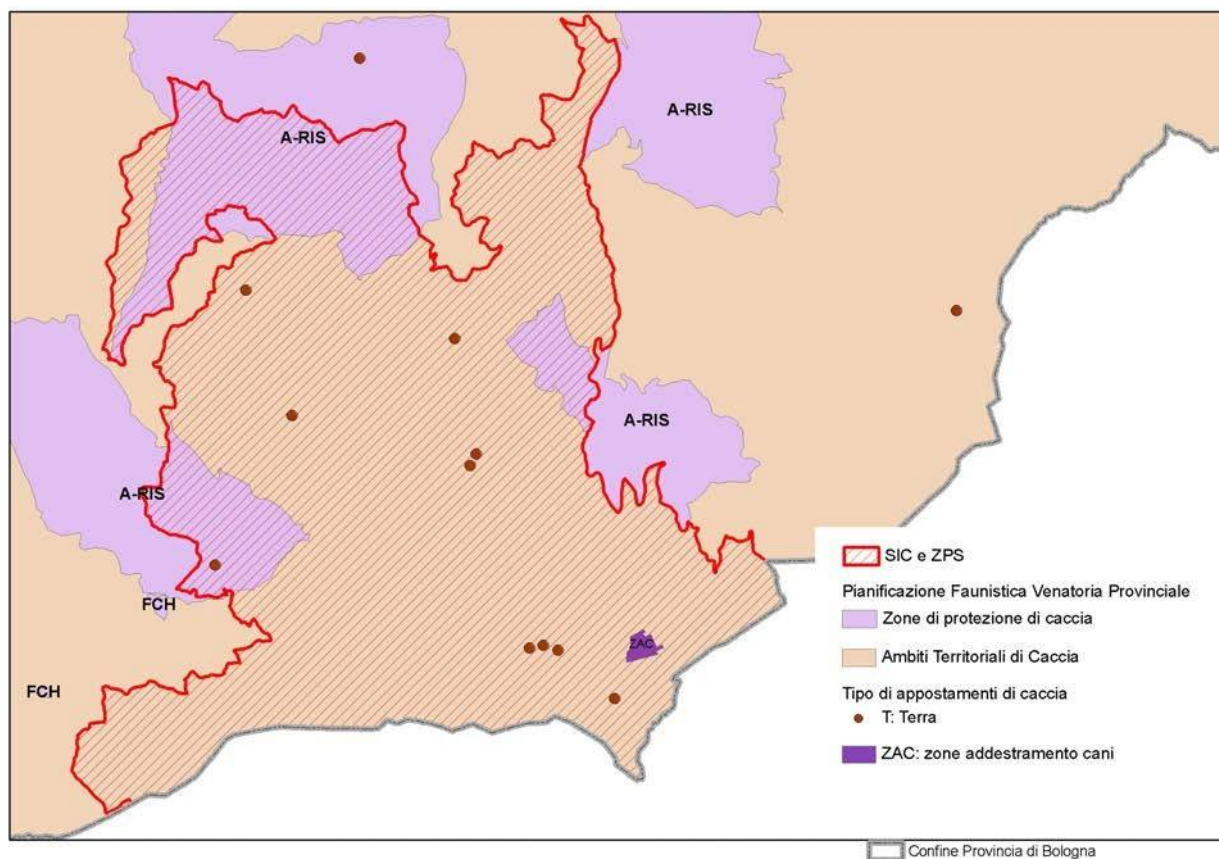 A-RIS
A-RIS
A-RIS
A-RIS
FCH
ZAC
FCH
SIC e ZPS
Pianificazione Faunistica Venatoria Provinciale
Zone di protezione di caccia
Ambiti Territoriali di Caccia
Tipo di appostamenti di caccia
T: Terra
ZAC: zone addestramento cani
Confine Provincia di Bologna